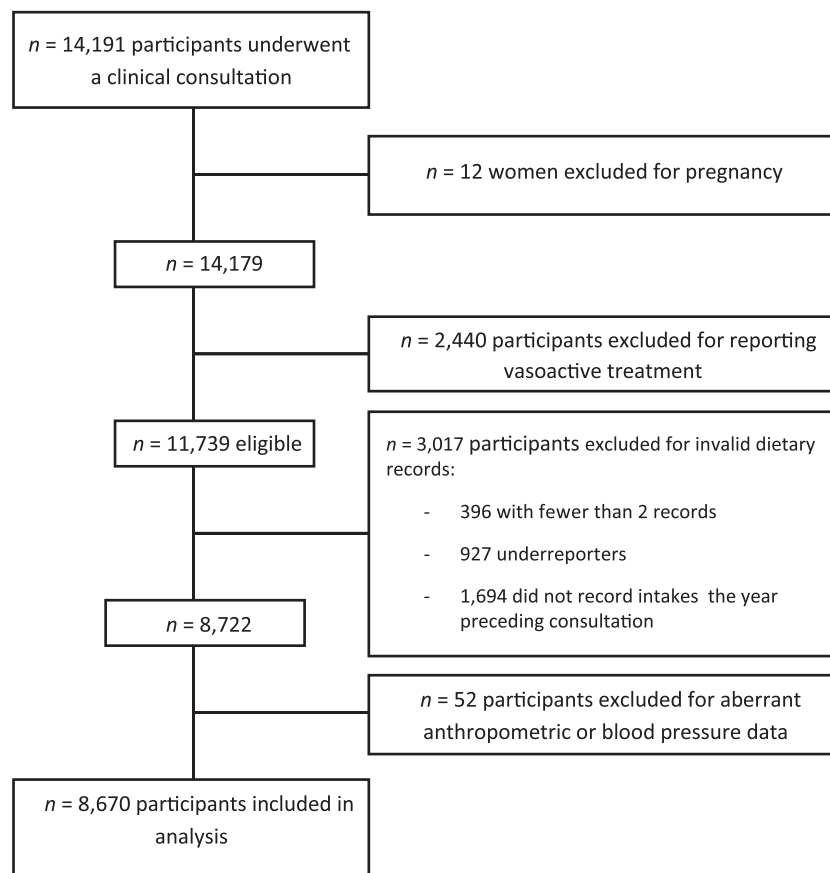 n = 14,191 participants underwent
a clinical consultation
n = 12 women excluded for pregnancy
n = 14,179
n = 2,440 participants excluded for reporting
vasoactive treatment
n = 11,739 eligible
n = 3,017 participants excluded for invalid dietary
records:
- 396 with fewer than 2 records
- 927 underreporters
- 1,694 did not record intakes the year
preceding consultation
n = 8,722
n = 52 participants excluded for aberrant
anthropometric or blood pressure data
n = 8,670 participants included in
analysis